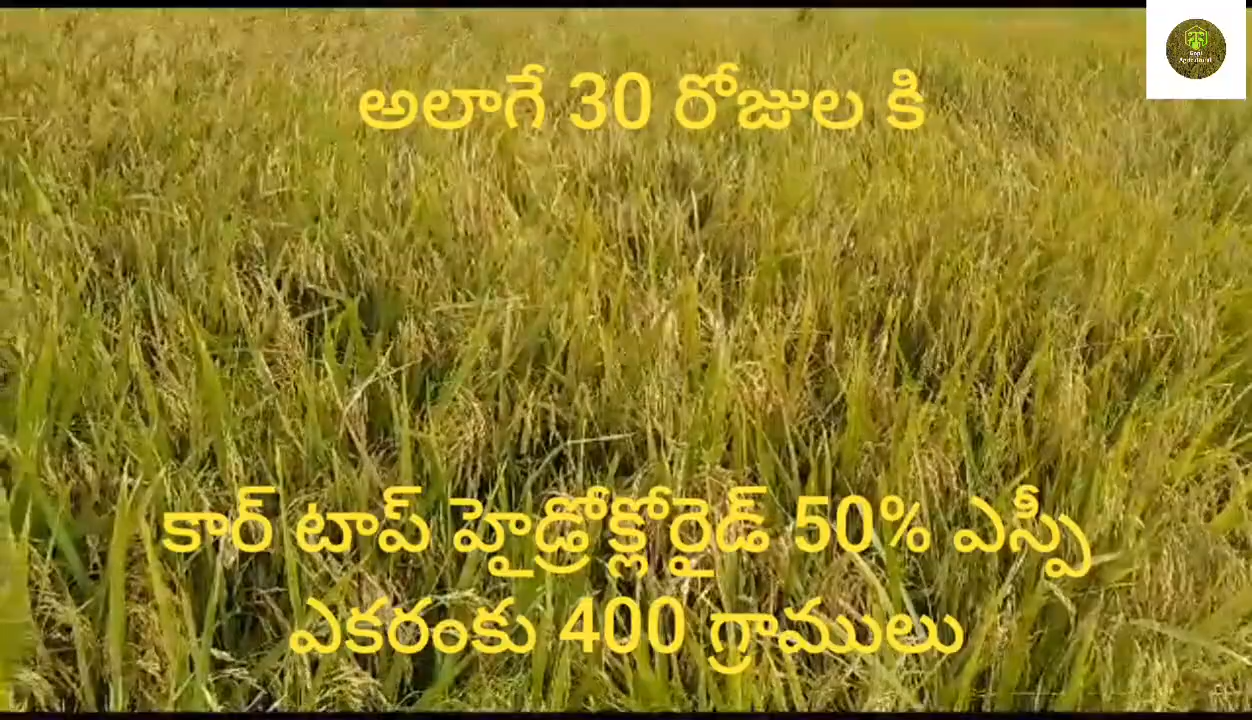 అలాగే 30 రోజుల కి
కార్ టాప్ హైడ్రోక్లోరైడ్ 50% ఎస్పీ
ఎకరంకు 400 గ్రాములు